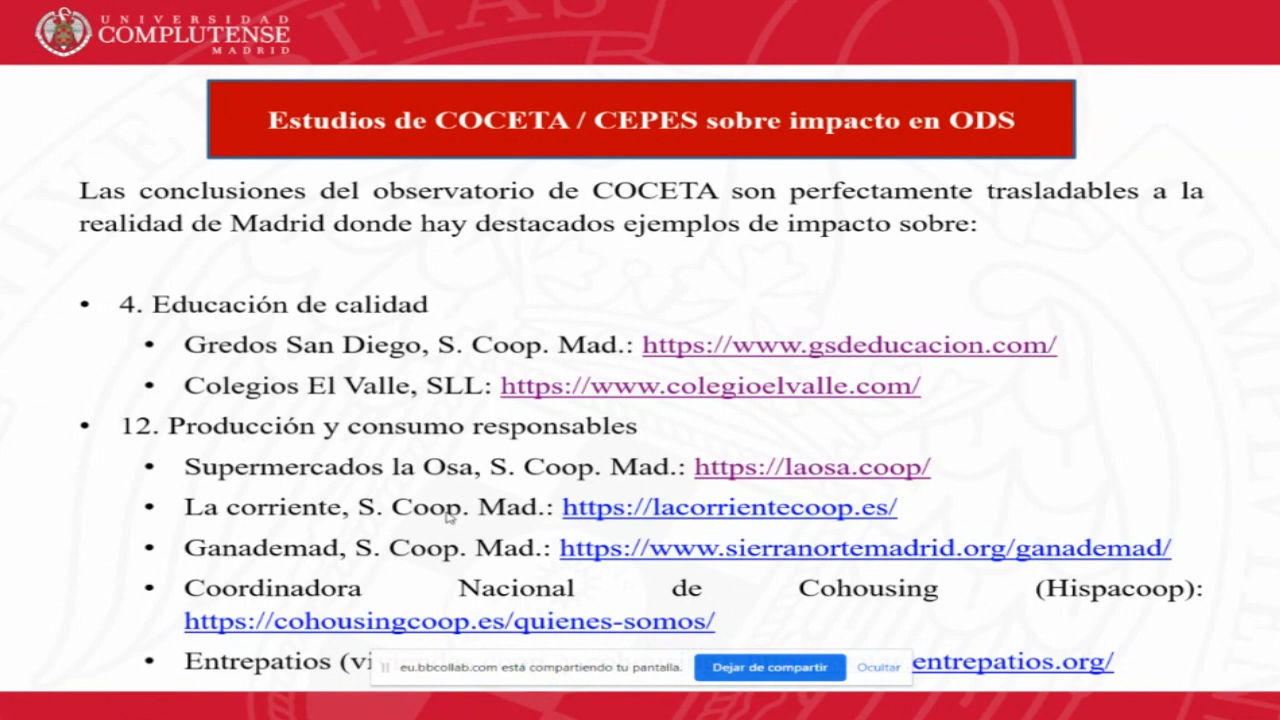 UNIVERSIDAD
COMPLUTENSE
MADRID
Estudios de COCETA / CEPES sobre impacto en ODS
Las conclusiones del observatorio de COCETA son perfectamente trasladables a la
realidad de Madrid donde hay destacados ejemplos de impacto sobre:
• 4. Educación de calidad
• Gredos San Diego, S. Coop. Mad.: https://www.gsdeducacion.com/
• Colegios El Valle, SLL: https://www.colegioelvalle.com/
• 12. Producción y consumo responsables
• Supermercados la Osa, S. Coop. Mad.: https://laosa.coop/
• La corriente, S. Coop. Mad.: https://lacorrientecoop.es/
• Ganademad, S. Coop. Mad.: https://www.sierranortemadrid.org/ganademad/
• Coordinadora Nacional de Cohousing (Hispacoop):
https://cohousingcoop.es/quienes-somos/
• Entrepatios entrepatios.org/
eu.bbcollab.com está compartiendo tu pantalla. Dejar de compartir Ocultar